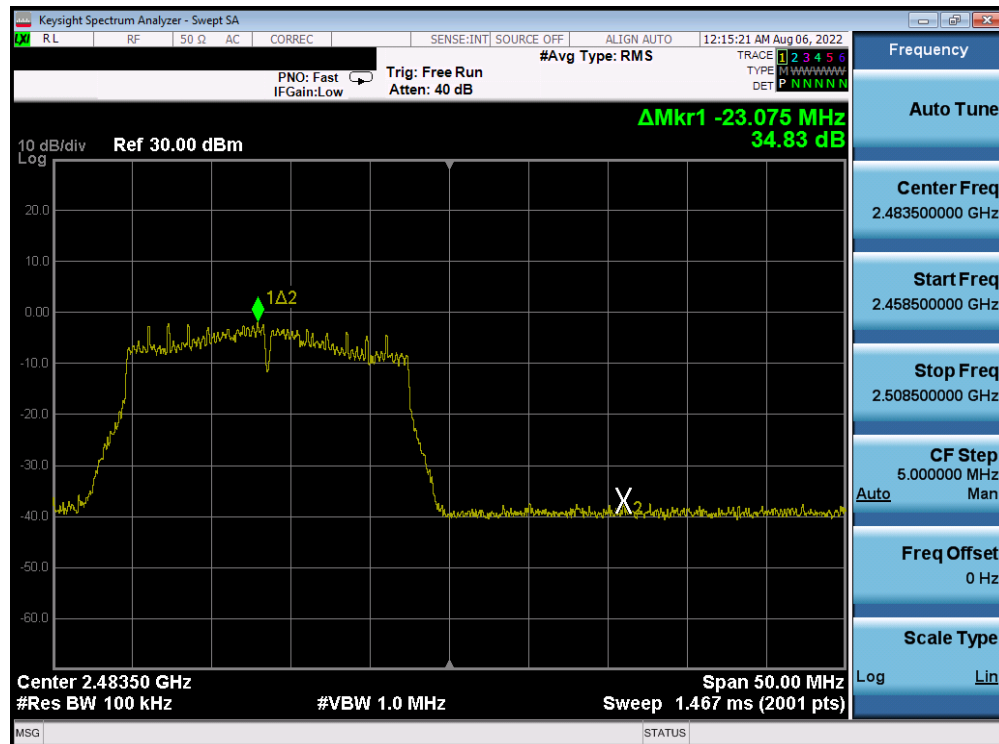 Keysight Spectrum Analyzer - Swept SA
LXI RL RF 50 Ω AC CORREC SENSE:INT SOURCE OFF ALIGN AUTO 12:15:21 AM Aug 06, 2022
#Avg Type: RMS
TRACE 1 2 3 4 5 6
PNO: Fast
Trig: Free Run
TYPE M WWWWW
IFGain:Low
Atten: 40 dB
DET P N N N N N
ΔMkr1 -23.075 MHz
34.83 dB
10 dB/div Ref 30.00 dBm
Log
20.0
10.0
1Δ2
0.00
-10.0
-20.0
-30.0
X2
-40.0
-50.0
-60.0
Center 2.48350 GHz Span 50.00 MHz
#Res BW 100 kHz #VBW 1.0 MHz Sweep 1.467 ms (2001 pts)
MSG STATUS
Frequency
Auto Tune
Center Freq
2.483500000 GHz
Start Freq
2.458500000 GHz
Stop Freq
2.508500000 GHz
CF Step
5.000000 MHz
Auto Man
Freq Offset
0 Hz
Scale Type
Log Lin